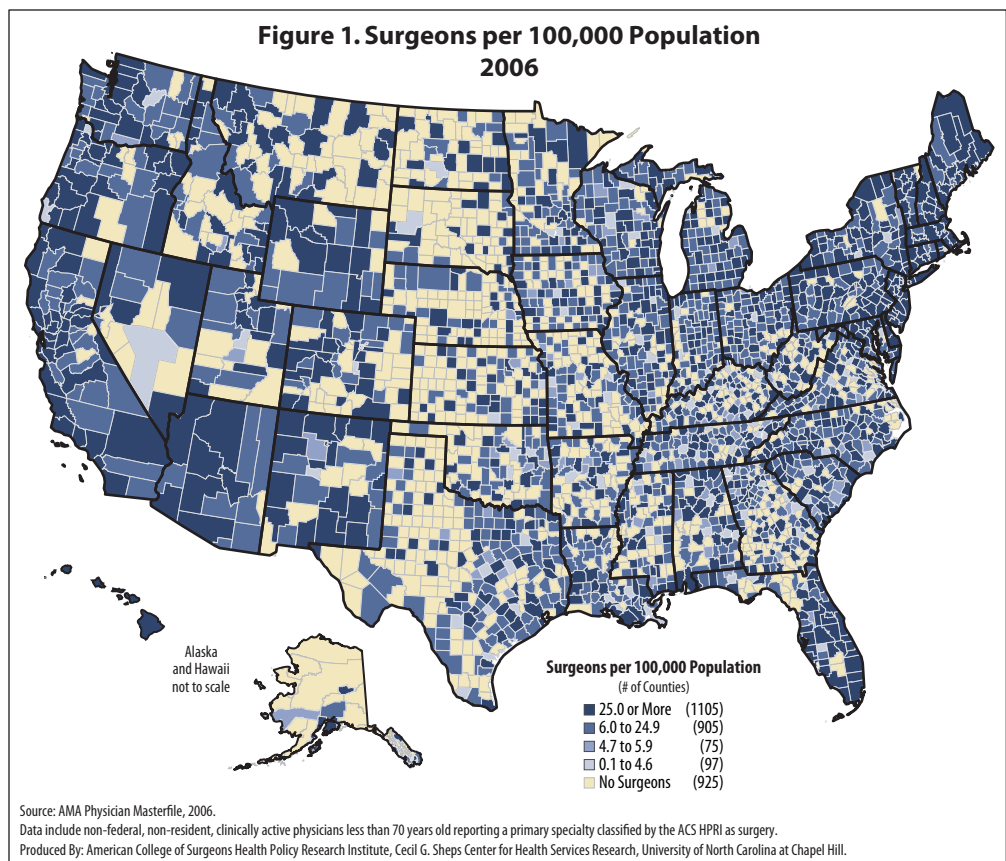 Figure 1. Surgeons per 100,000 Population
2006
Alaska
and Hawaii
not to scale
Surgeons per 100,000 Population
(# of Counties)
25.0 or More (1105)
6.0 to 24.9 (905)
4.7 to 5.9 (75)
0.1 to 4.6 (97)
No Surgeons (925)
Source: AMA Physician Masterfile, 2006.
Data include non-federal, non-resident, clinically active physicians less than 70 years old reporting a primary specialty classified by the ACS HPRI as surgery.
Produced By: American College of Surgeons Health Policy Research Institute, Cecil G. Sheps Center for Health Services Research, University of North Carolina at Chapel Hill.